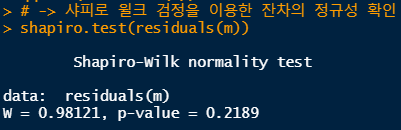 > # -> 샤피로 윌크 검정을 이용한 잔차의 정규성 확인
> shapiro.test(residuals(m))
Shapiro-Wilk normality test
data:  residuals(m)
W = 0.98121, p-value = 0.2189